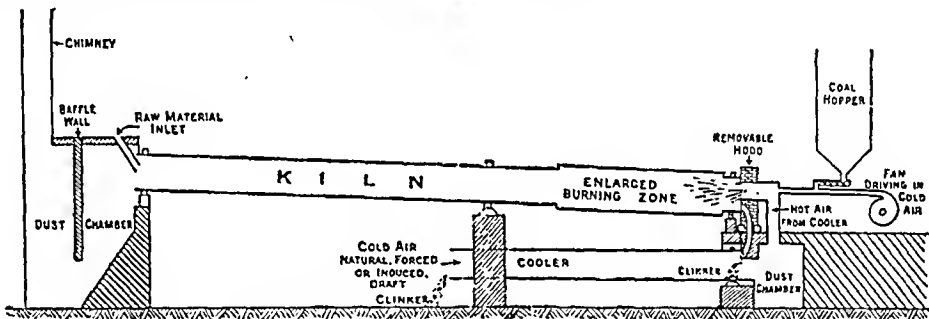 CHIMNEY
BAFFLE
WALL
RAW MATERIAL
INLET
COAL
HOPPER
REMOVABLE
HOOD
KILN
ENLARGED
BURNING ZONE
FAN
DRIVING IN
COLD
AIR
DUST CHAMBER
HOT AIR
FROM COOLER
COLD AIR
NATURAL, FORCED
OR INDUCED,
DRAFT
COOLER
CLINKER
CLINKER
DUST
CHAMBER